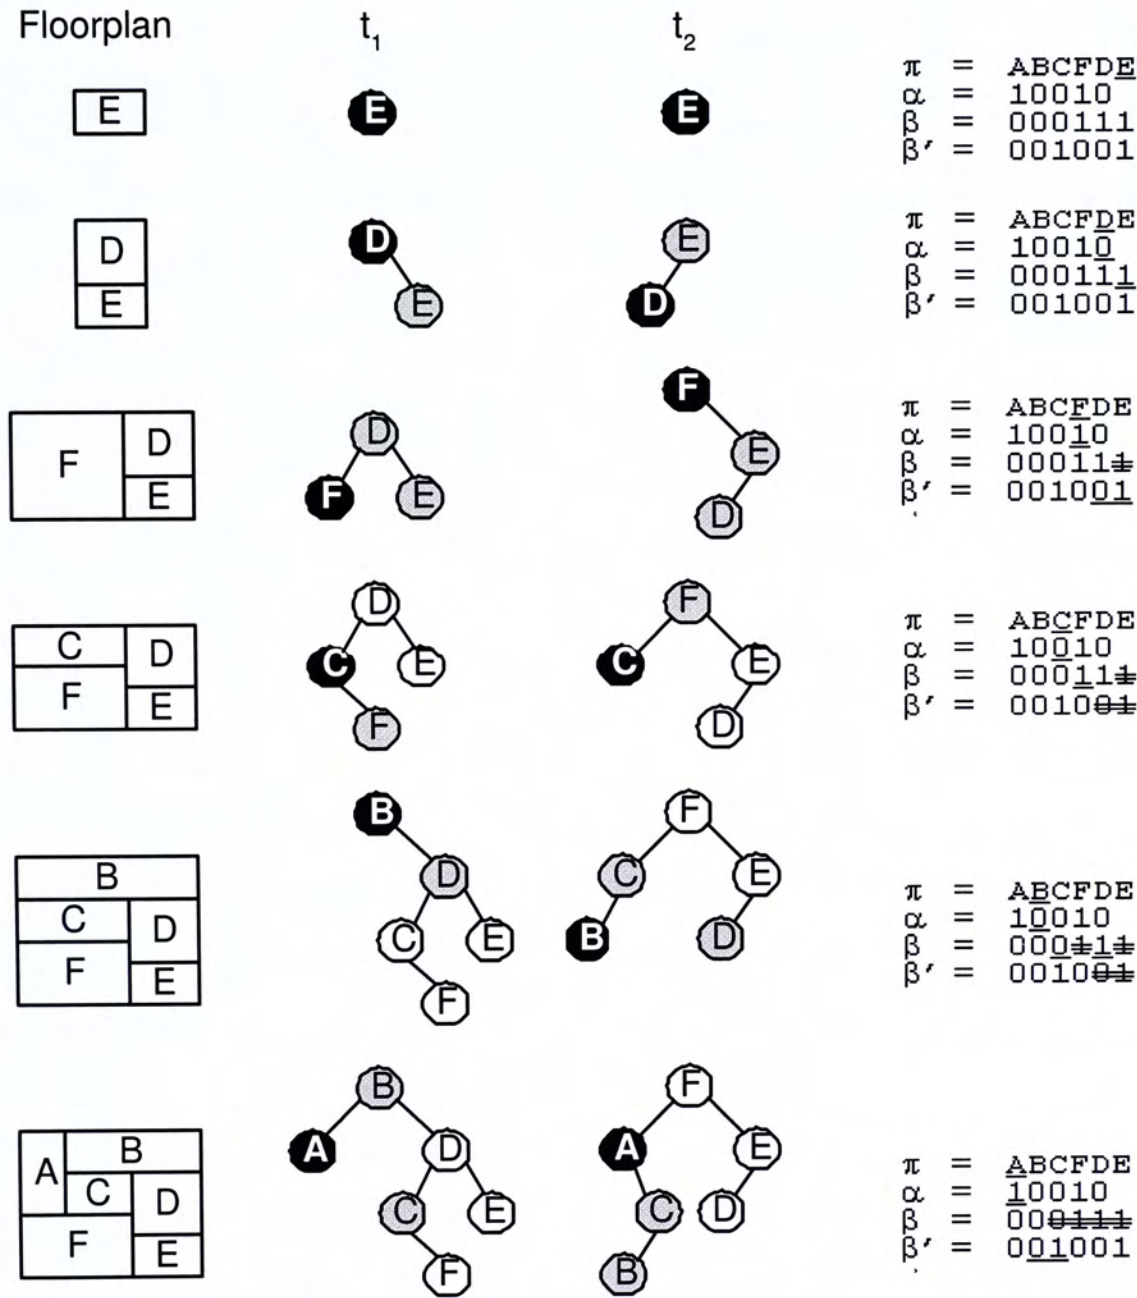 Floorplan t₁ t₂
E E E
π = ABCFDE
α = 10010
β = 000111
β′ = 001001
D
E
D
E
E
D
π = ABCFDE
α = 10010
β = 000111
β′ = 001001
F D
E
D
F E
F
E
D
π = ABCFDE
α = 10010
β = 000111
β′ = 001001
C D
F E
D
C E
F
F
C E
D
π = ABCFDE
α = 10010
β = 000111
β′ = 001001
B
C D
F E
B
D
C E
F
F
C E
B D
π = ABCFDE
α = 10010
β = 000111
β′ = 001001
A B
C D
F E
B
A D
C E
F
F
A E
C D
B
π = ABCFDE
α = 10010
β = 000111
β′ = 001001